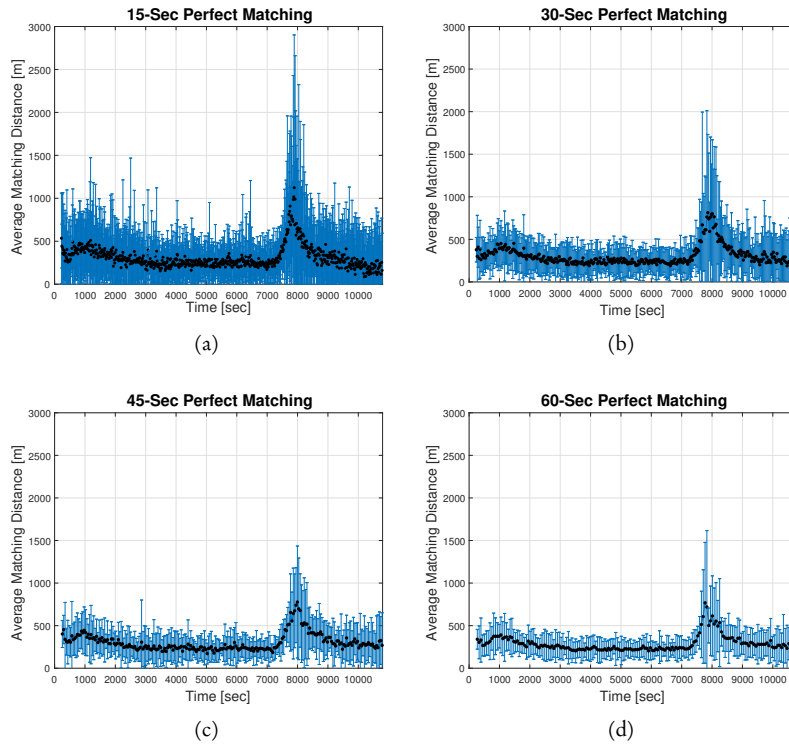 15-Sec Perfect Matching
3000
2500
2000
1500
1000
500
0
Average Matching Distance [m]
0 1000 2000 3000 4000 5000 6000 7000 8000 9000 10000
Time [sec]
(a)
30-Sec Perfect Matching
3000
2500
2000
1500
1000
500
0
Average Matching Distance [m]
0 1000 2000 3000 4000 5000 6000 7000 8000 9000 10000
Time [sec]
(b)
45-Sec Perfect Matching
3000
2500
2000
1500
1000
500
0
Average Matching Distance [m]
0 1000 2000 3000 4000 5000 6000 7000 8000 9000 10000
Time [sec]
(c)
60-Sec Perfect Matching
3000
2500
2000
1500
1000
500
0
Average Matching Distance [m]
0 1000 2000 3000 4000 5000 6000 7000 8000 9000 10000
Time [sec]
(d)